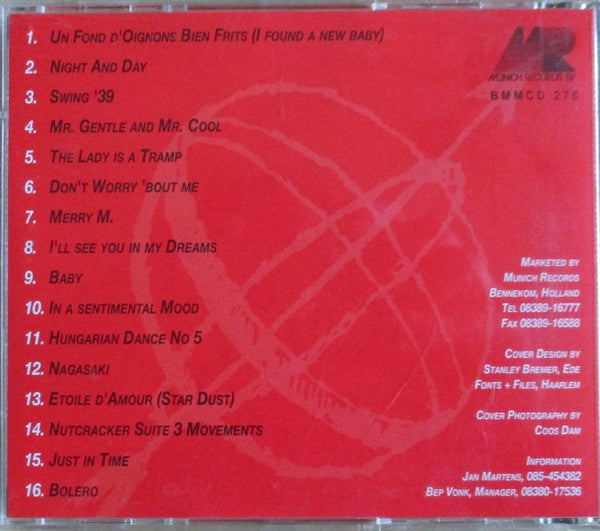 1. Un Fond d'Oignons Bien Frits (I found a new baby)
2. Night And Day
3. Swing '39
4. Mr. Gentle and Mr. Cool
5. The Lady is a Tramp
6. Don't Worry 'bout me
7. Merry M.
8. I'll see you in my Dreams
9. Baby
10. In a sentimental Mood
11. Hungarian Dance No 5
12. Nagasaki
13. Etoile d'Amour (Star Dust)
14. Nutcracker Suite 3 Movements
15. Just in Time
16. Bolero
MR
MUNICH RECORDS BV
BMMCD 276
Marketed by
Munich Records
Bennekom, Holland
Tel 08389-16777
Fax 08389-16588
Cover Design by
Stanley Bremer, Ede
Fonts + Files, Haarlem
Cover Photography by
Coos Dam
Information
Jan Martens, 085-454382
Bep Vonk, Manager, 08380-17536